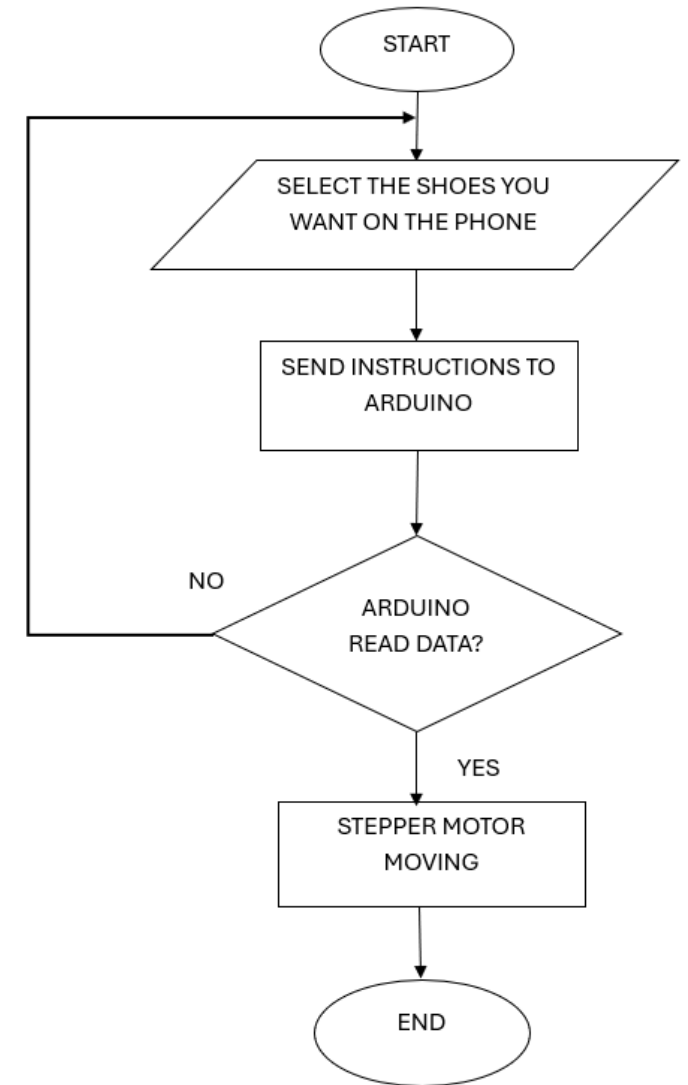 START
SELECT THE SHOES YOU
WANT ON THE PHONE
SEND INSTRUCTIONS TO
ARDUINO
NO
ARDUINO
READ DATA?
YES
STEPPER MOTOR
MOVING
END